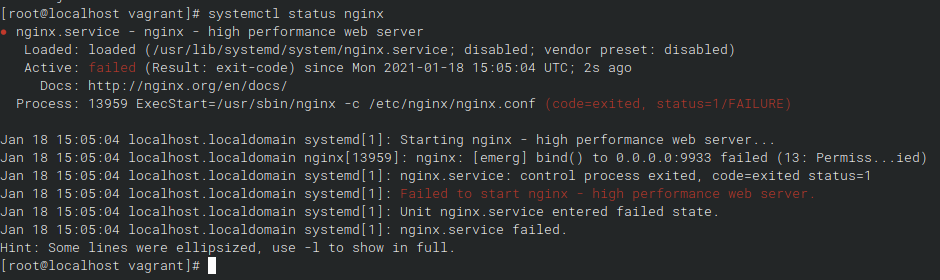 [root@localhost vagrant]# systemctl status nginx
● nginx.service - nginx - high performance web server
   Loaded: loaded (/usr/lib/systemd/system/nginx.service; disabled; vendor preset: disabled)
   Active: failed (Result: exit-code) since Mon 2021-01-18 15:05:04 UTC; 2s ago
     Docs: http://nginx.org/en/docs/
  Process: 13959 ExecStart=/usr/sbin/nginx -c /etc/nginx/nginx.conf (code=exited, status=1/FAILURE)

Jan 18 15:05:04 localhost.localdomain systemd[1]: Starting nginx - high performance web server...
Jan 18 15:05:04 localhost.localdomain nginx[13959]: nginx: [emerg] bind() to 0.0.0.0:9933 failed (13: Permiss...ied)
Jan 18 15:05:04 localhost.localdomain systemd[1]: nginx.service: control process exited, code=exited status=1
Jan 18 15:05:04 localhost.localdomain systemd[1]: Failed to start nginx - high performance web server.
Jan 18 15:05:04 localhost.localdomain systemd[1]: Unit nginx.service entered failed state.
Jan 18 15:05:04 localhost.localdomain systemd[1]: nginx.service failed.
Hint: Some lines were ellipsized, use -l to show in full.
[root@localhost vagrant]#